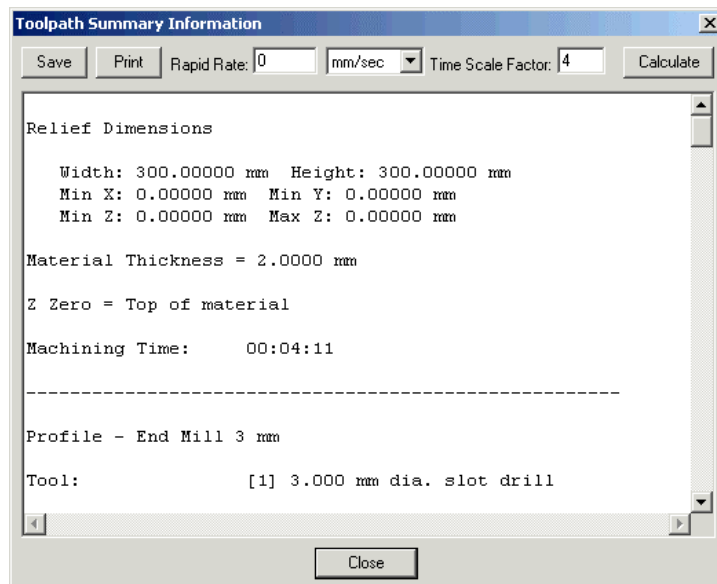 Toolpath Summary Information
Save Print Rapid Rate: 0 mm/sec Time Scale Factor: 4 Calculate
Relief Dimensions
Width: 300.00000 mm Height: 300.00000 mm
Min X: 0.00000 mm Min Y: 0.00000 mm
Min Z: 0.00000 mm Max Z: 0.00000 mm
Material Thickness = 2.0000 mm
Z Zero = Top of material
Machining Time: 00:04:11
------------------------------------------------------
Profile - End Mill 3 mm
Tool: [1] 3.000 mm dia. slot drill
Close